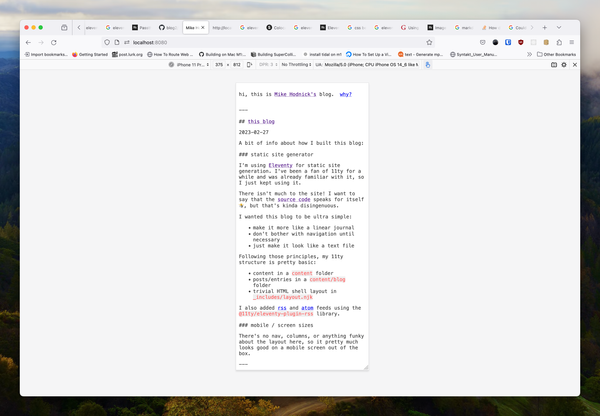 Mike H
localhost:8080
Import bookmarks...
Getting Started
post.lurk.org
How To Route Web ...
Building on Mac M1...
Building SuperColli...
How To Set Up a Vi...
iPhone 11 Pr...
375 × 812
DPR: 3
No Throttling
UA: Mozilla/5.0 (iPhone; CPU iPhone OS 14_6 like M
hi, this is Mike Hodnick's blog. why?
---
## this blog
2023-02-27
A bit of info about how I built this blog:
### static site generator
I'm using Eleventy for static site
generation. I've been a fan of 11ty for a
while and was already familiar with it, so
I just kept using it.
There isn't much to the site! I want to
say that the source code speaks for itself
, but that's kinda disingenuous.
I wanted this blog to be ultra simple:
• make it more like a linear journal
• don't bother with navigation until
necessary
• just make it look like a text file
Following those principles, my 11ty
structure is pretty basic:
• content in a content folder
• posts/entries in a content/blog
folder
• trivial HTML shell layout in
_includes/layout.njk
I also added rss and atom feeds using the
@11ty/eleventy-plugin-rss library.
### mobile / screen sizes
There's no nav, columns, or anything funky
about the layout here, so it pretty much
looks good on a mobile screen out of the
box.
---